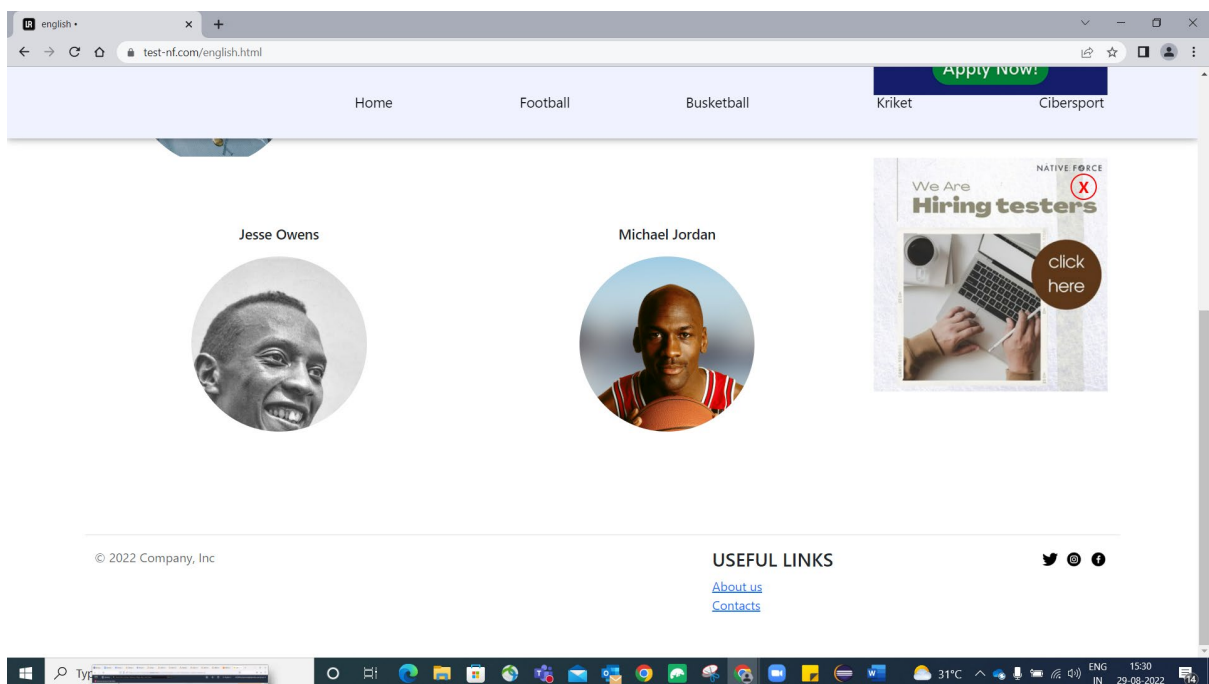 english •
test-nf.com/english.html
Apply Now!
Home Football Busketball Kriket Cibersport
NATIVE FORCE
We Are
X
Hiring testers
Jesse Owens Michael Jordan
click
here
© 2022 Company, Inc USEFUL LINKS
About us
Contacts
31°C ENG 15:30
IN 29-08-2022
14